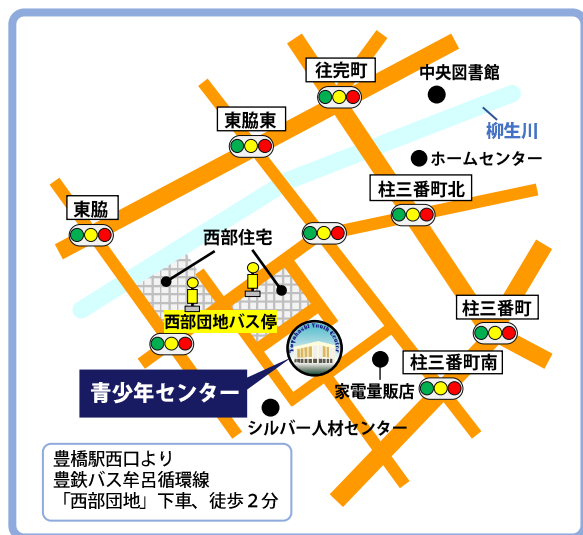 往完町
中央図書館
東脇東
柳生川
ホームセンター
柱三番町北
東脇
西部住宅
西部団地バス停
柱三番町
Toyohashi Youth Centre
柱三番町南
青少年センター
家電量販店
シルバー人材センター
豊橋駅西口より
豊鉄バス牟呂循環線
「西部団地」下車、徒歩２分